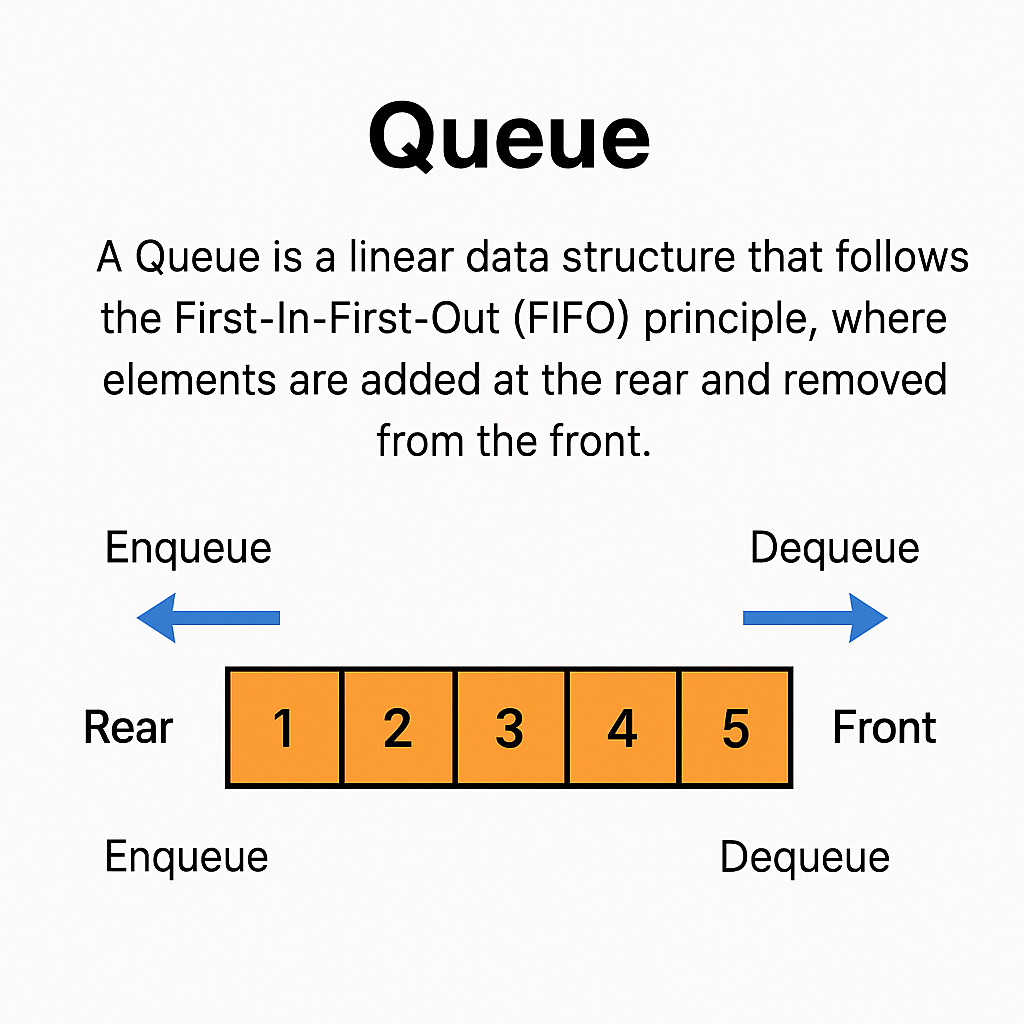 Queue
A Queue is a linear data structure that follows
the First-In-First-Out (FIFO) principle, where
elements are added at the rear and removed
from the front.
Enqueue Dequeue
Rear 1 2 3 4 5 Front
Enqueue Dequeue